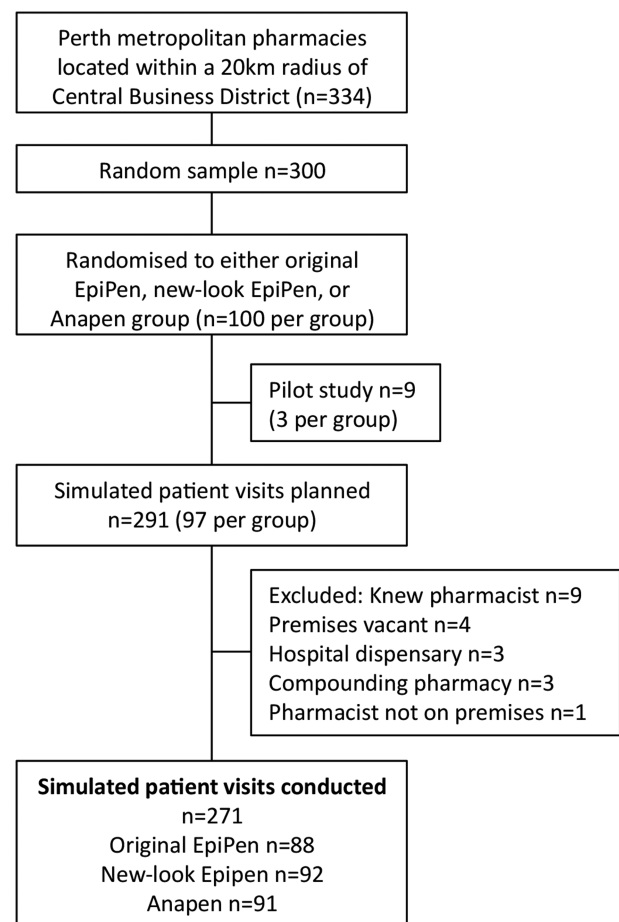 Perth metropolitan pharmacies
located within a 20km radius of
Central Business District (n=334)
Random sample n=300
Randomised to either original
EpiPen, new-look EpiPen, or
Anapen group (n=100 per group)
Pilot study n=9
(3 per group)
Simulated patient visits planned
n=291 (97 per group)
Excluded: Knew pharmacist n=9
Premises vacant n=4
Hospital dispensary n=3
Compounding pharmacy n=3
Pharmacist not on premises n=1
Simulated patient visits conducted
n=271
Original EpiPen n=88
New-look Epipen n=92
Anapen n=91